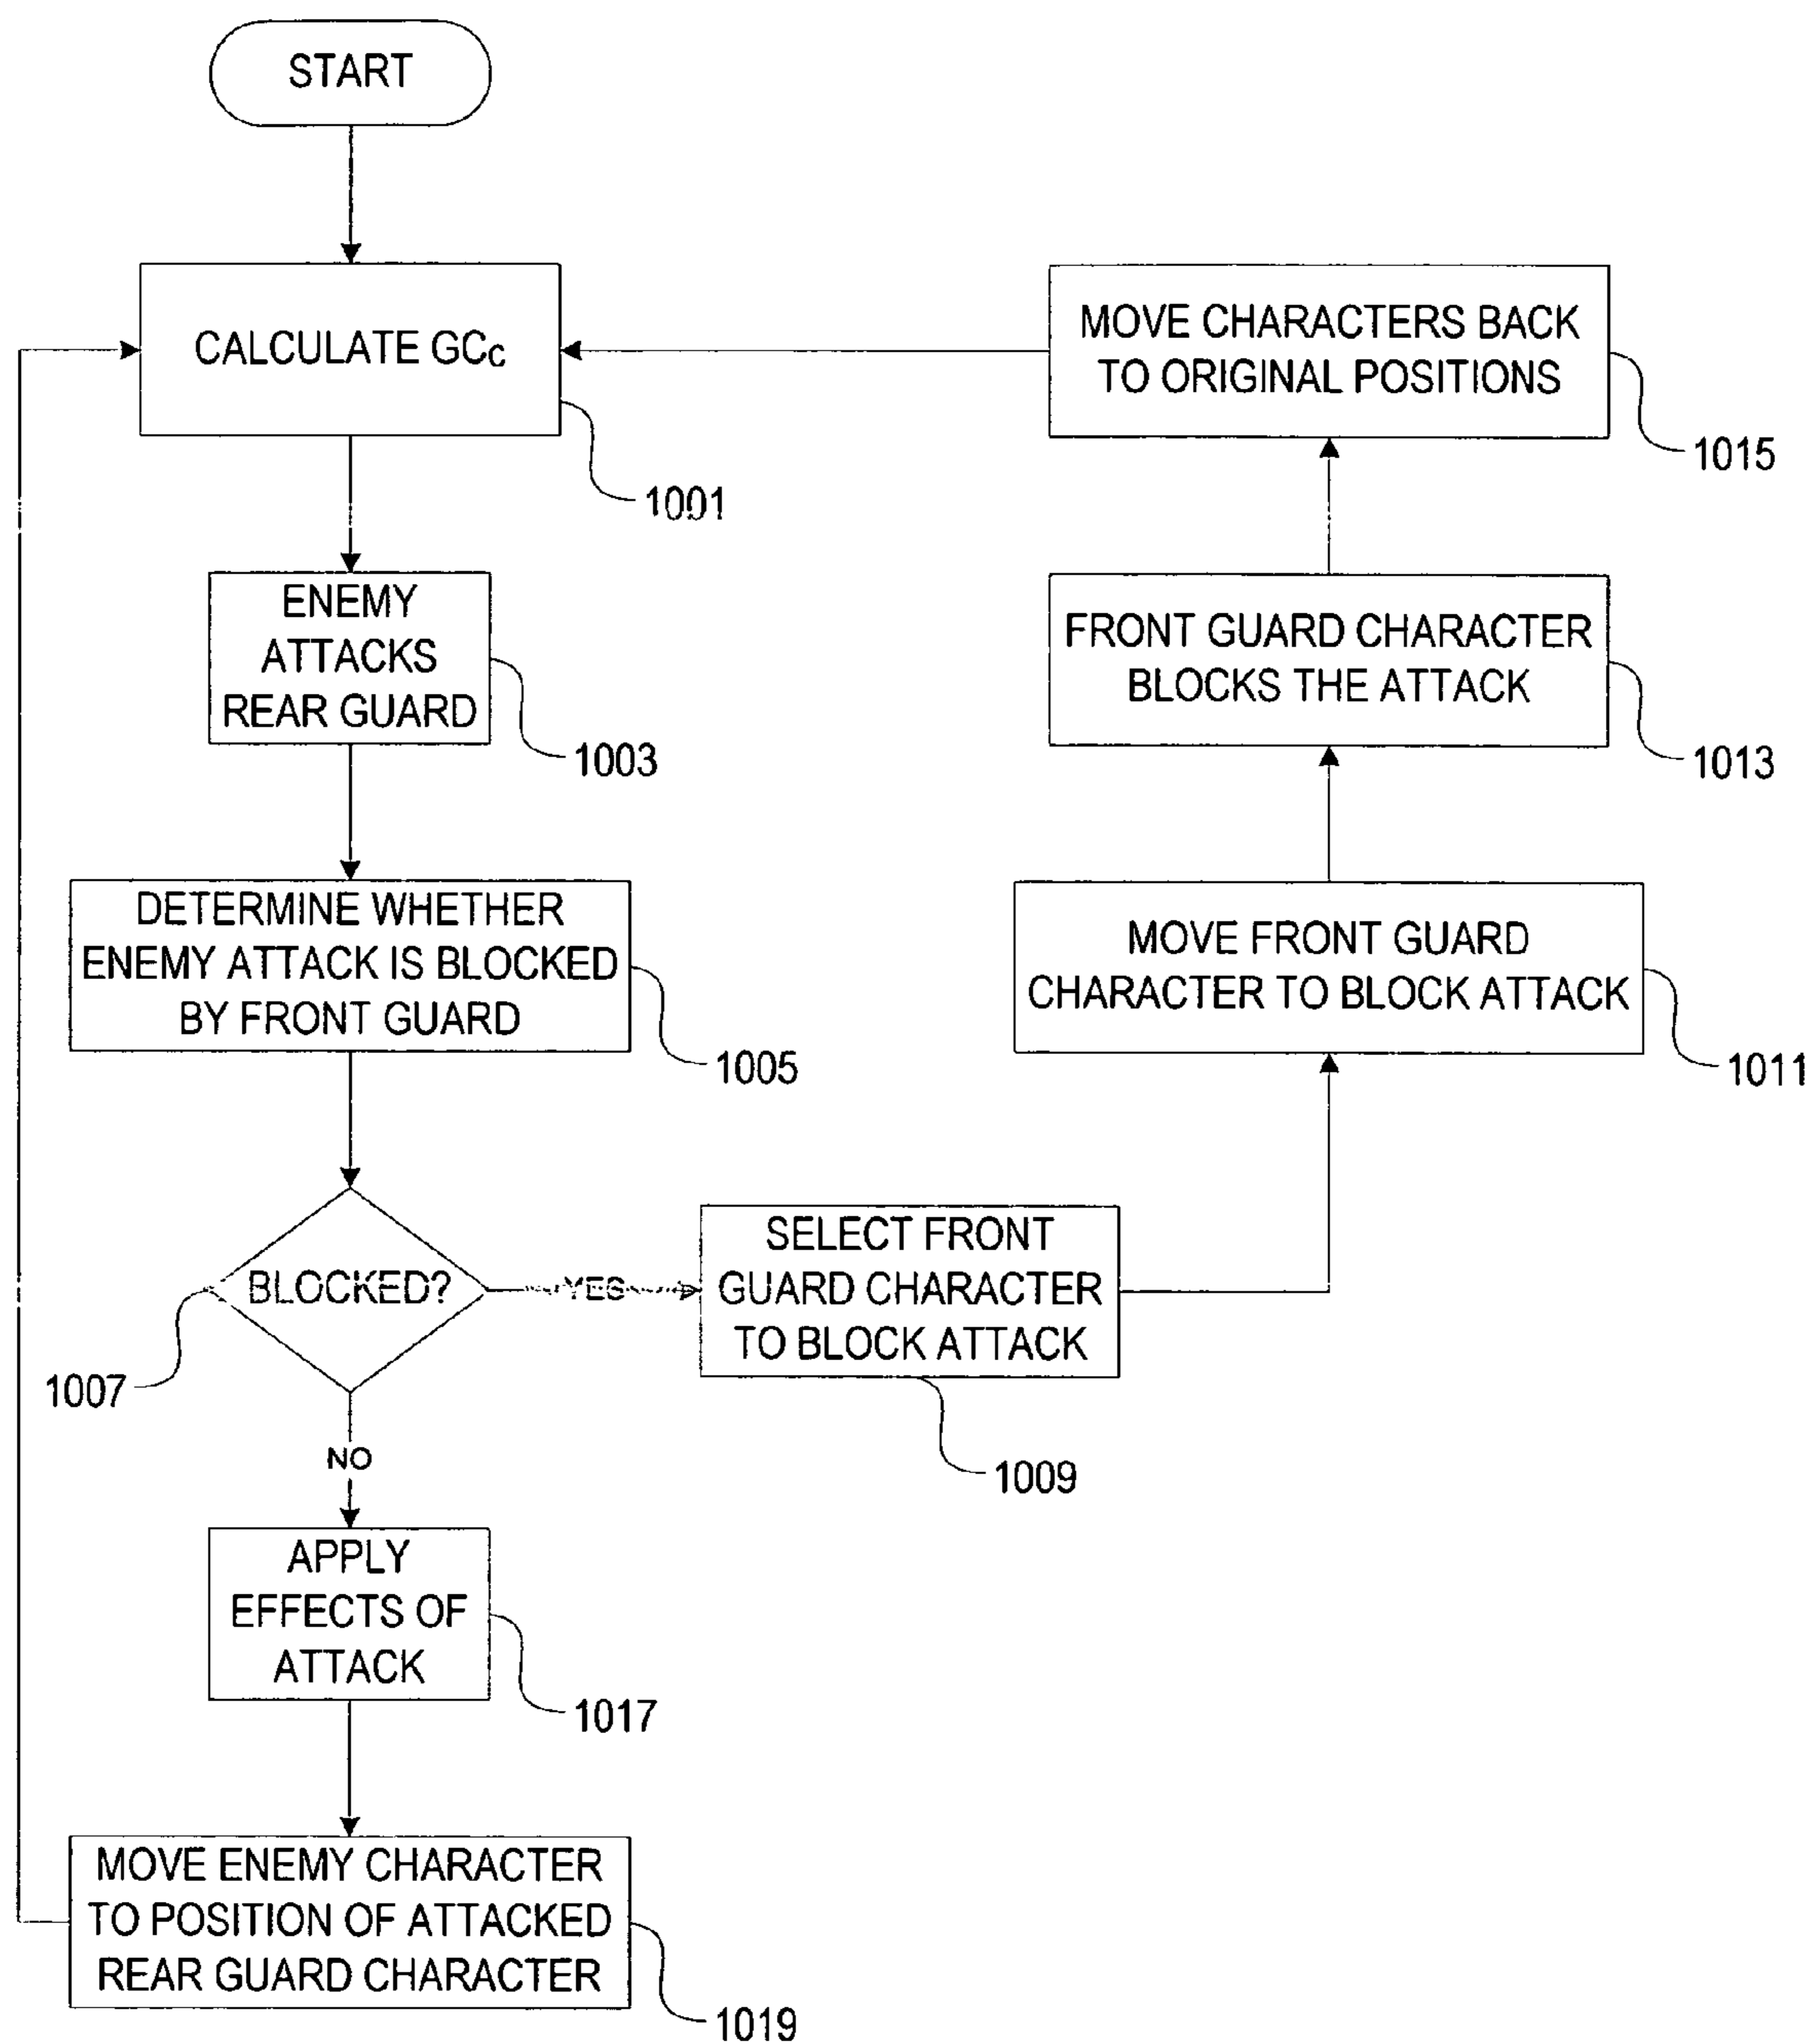 START
CALCULATE GCC
1001
ENEMY
ATTACKS
REAR GUARD
1003
DETERMINE WHETHER
ENEMY ATTACK IS BLOCKED
BY FRONT GUARD
1005
BLOCKED?
1007
YES
SELECT FRONT
GUARD CHARACTER
TO BLOCK ATTACK
1009
MOVE FRONT GUARD
CHARACTER TO BLOCK ATTACK
1011
FRONT GUARD CHARACTER
BLOCKS THE ATTACK
1013
MOVE CHARACTERS BACK
TO ORIGINAL POSITIONS
1015
NO
APPLY
EFFECTS OF
ATTACK
1017
MOVE ENEMY CHARACTER
TO POSITION OF ATTACKED
REAR GUARD CHARACTER
1019